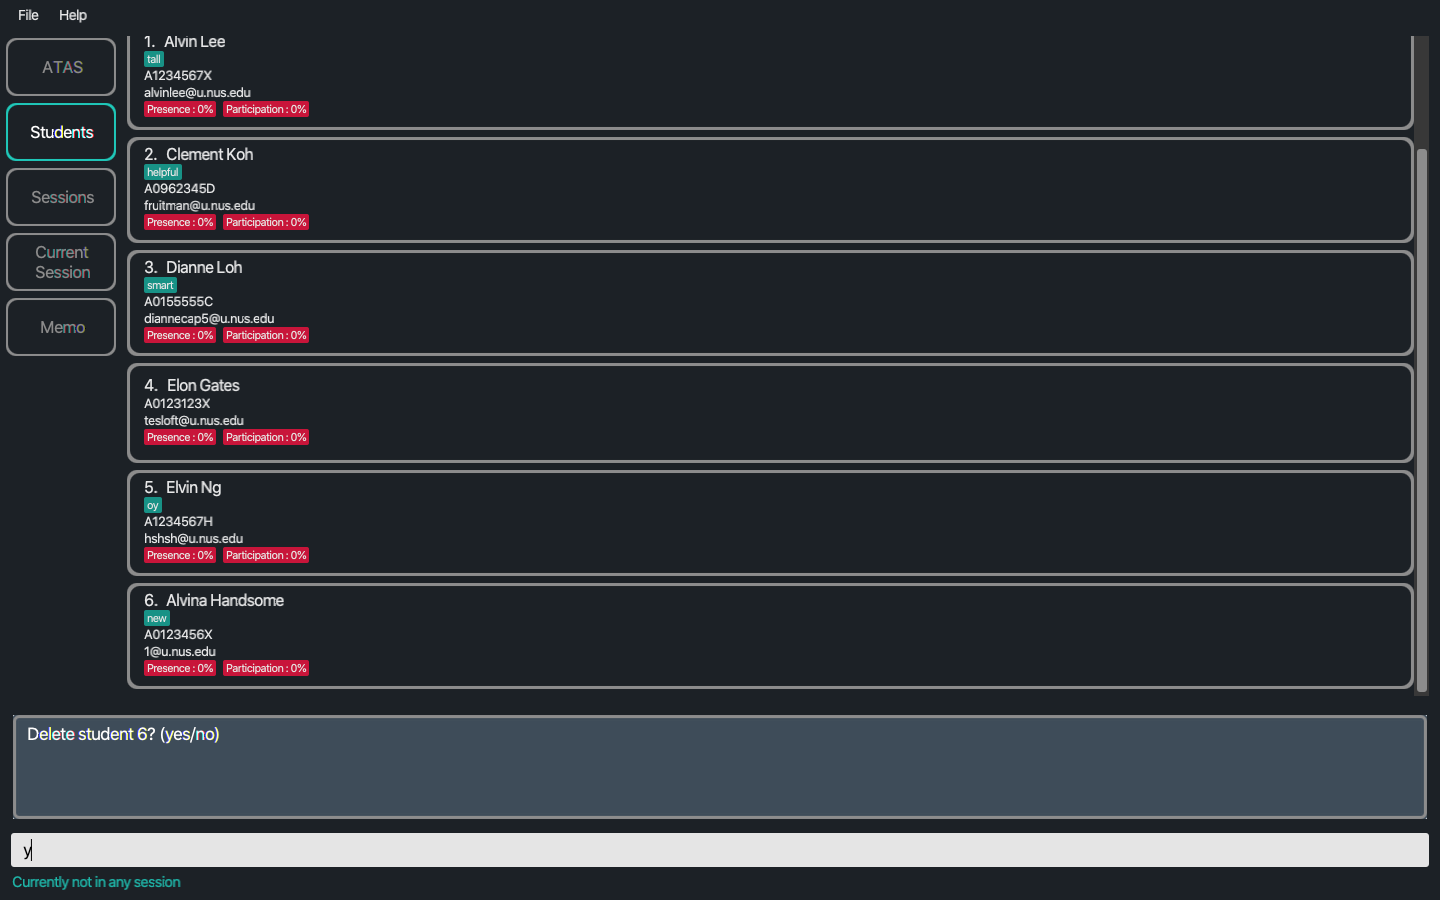 File Help
ATAS
Students
Sessions
Current
Session
Memo
1. Alvin Lee
tall
A1234567X
alvinlee@u.nus.edu
Presence : 0% Participation : 0%
2. Clement Koh
helpful
A0962345D
fruitman@u.nus.edu
Presence : 0% Participation : 0%
3. Dianne Loh
smart
A0155555C
diannecap5@u.nus.edu
Presence : 0% Participation : 0%
4. Elon Gates
A0123123X
tesloft@u.nus.edu
Presence : 0% Participation : 0%
5. Elvin Ng
oy
A1234567H
hshsh@u.nus.edu
Presence : 0% Participation : 0%
6. Alvina Handsome
new
A0123456X
1@u.nus.edu
Presence : 0% Participation : 0%
Delete student 6? (yes/no)
y
Currently not in any session